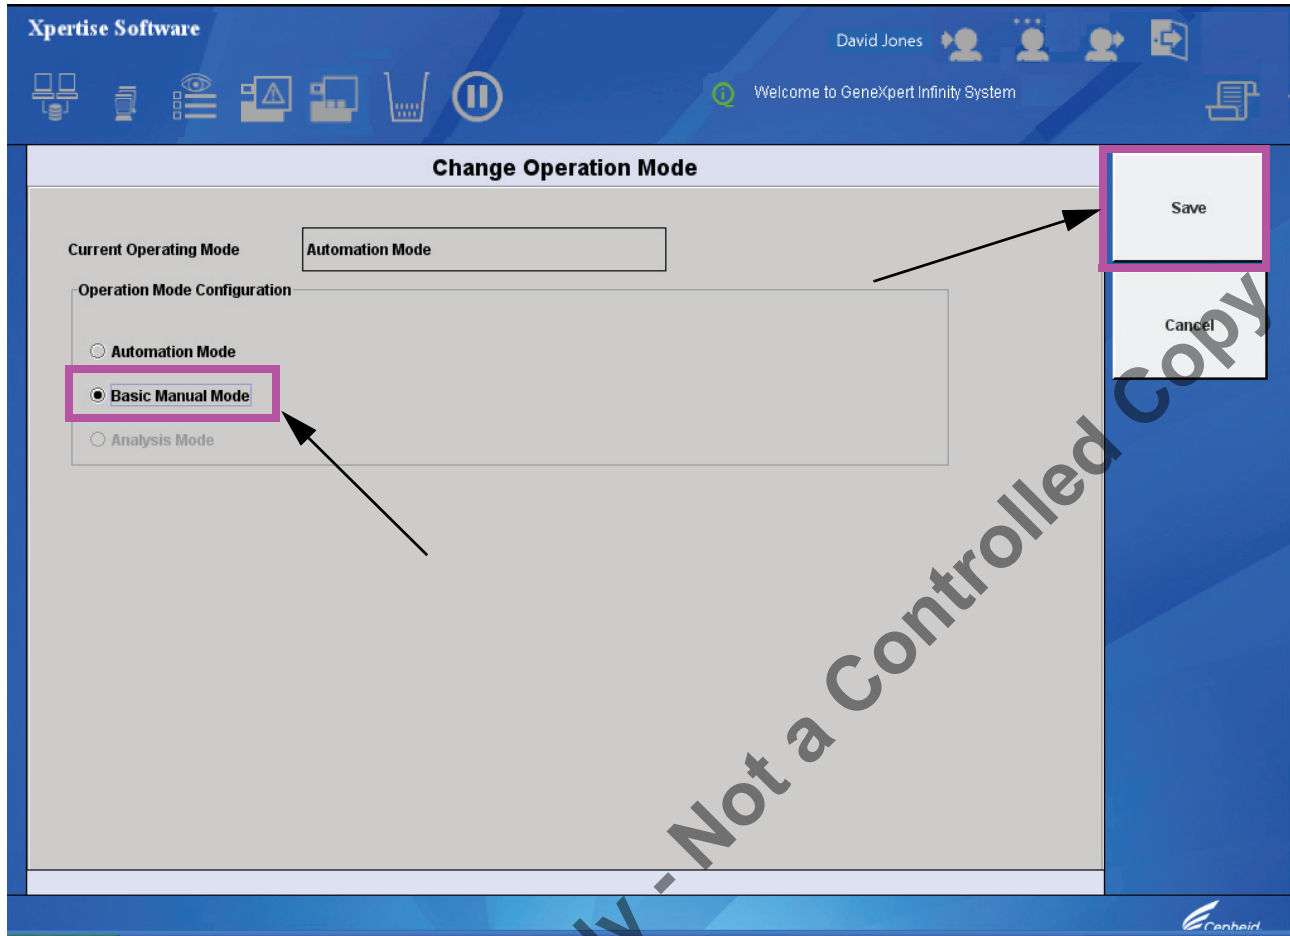 Xpertise Software
David Jones
Welcome to GeneXpert Infinity System
Change Operation Mode
Save
Current Operating Mode
Automation Mode
Operation Mode Configuration
Cancel
Automation Mode
Basic Manual Mode
Analysis Mode
ly - Not a Controlled Copy
Cepheid.